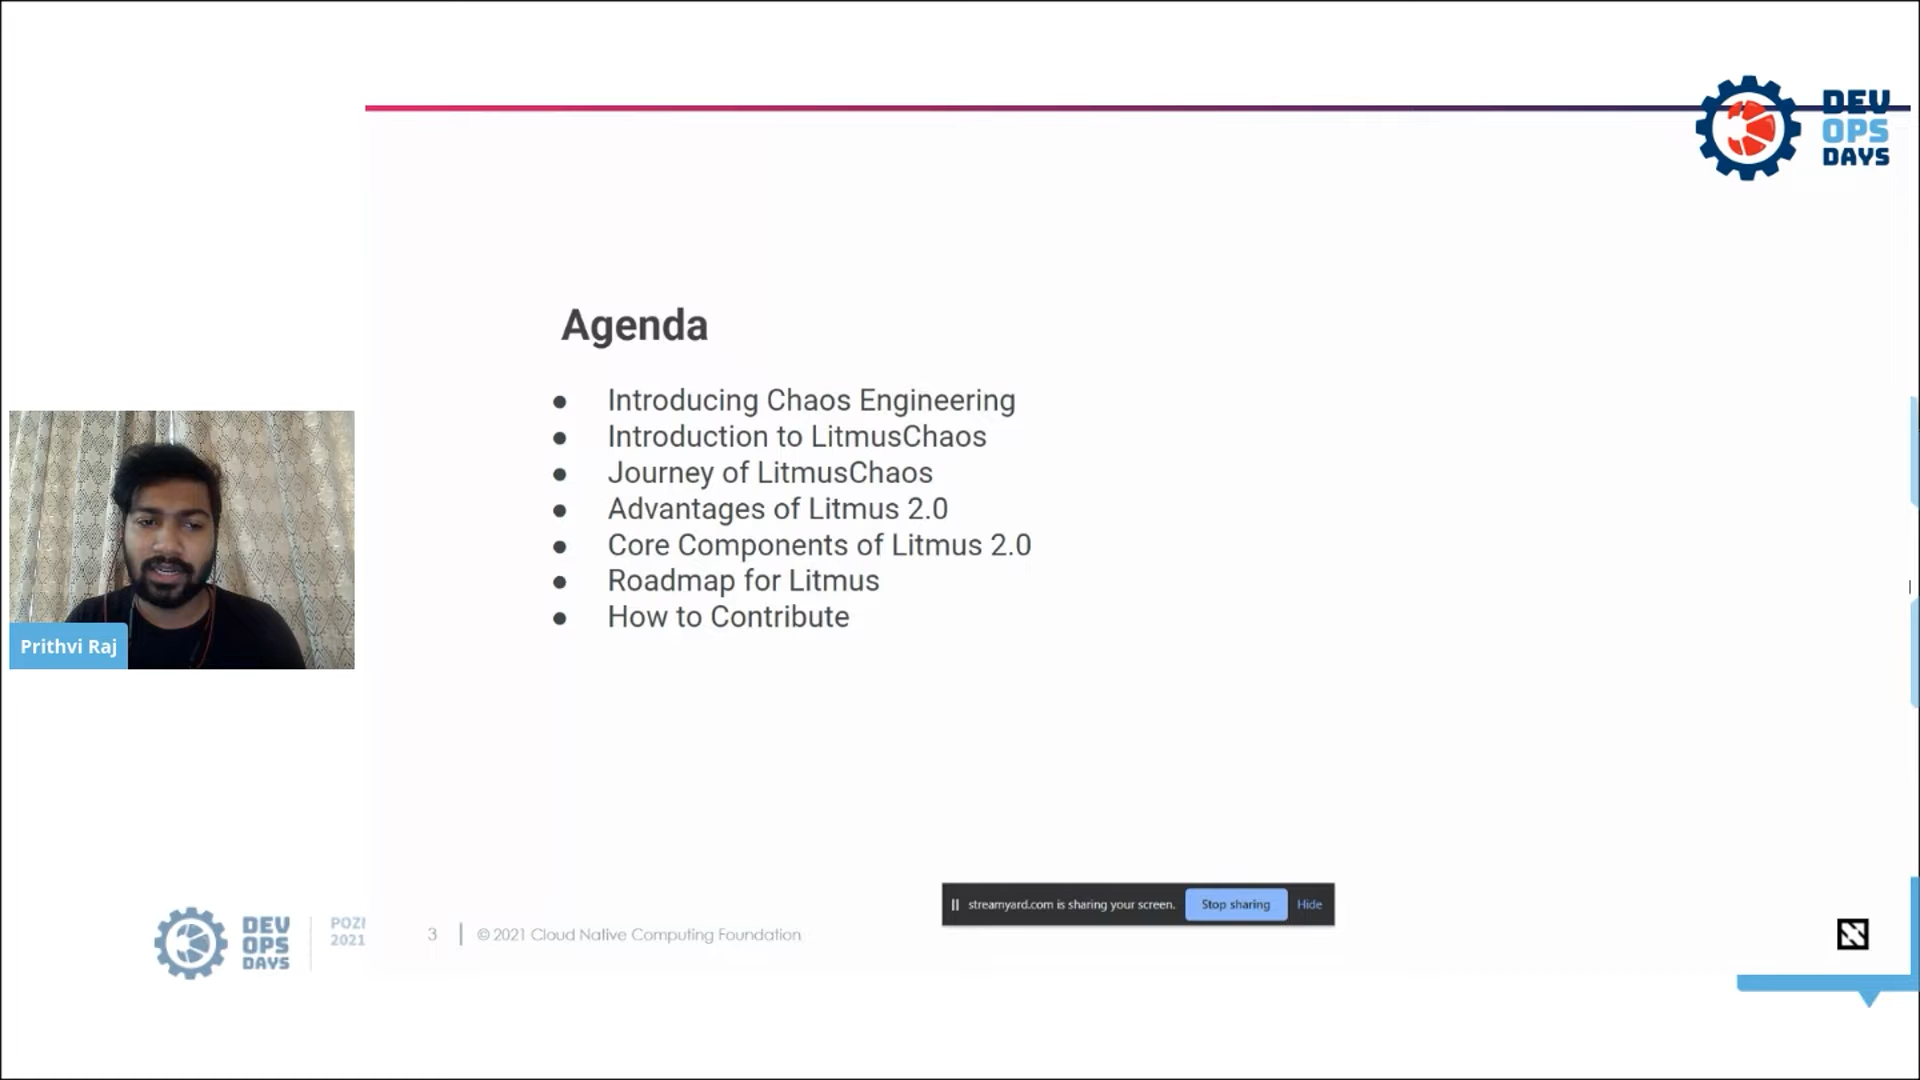 DEV
OPS
DAYS
Agenda
● Introducing Chaos Engineering
● Introduction to LitmusChaos
● Journey of LitmusChaos
● Advantages of Litmus 2.0
● Core Components of Litmus 2.0
● Roadmap for Litmus
● How to Contribute
Prithvi Raj
streamyard.com is sharing your screen. Stop sharing Hide
DEV
OPS
DAYS
2021
3 | © 2021 Cloud Native Computing Foundation